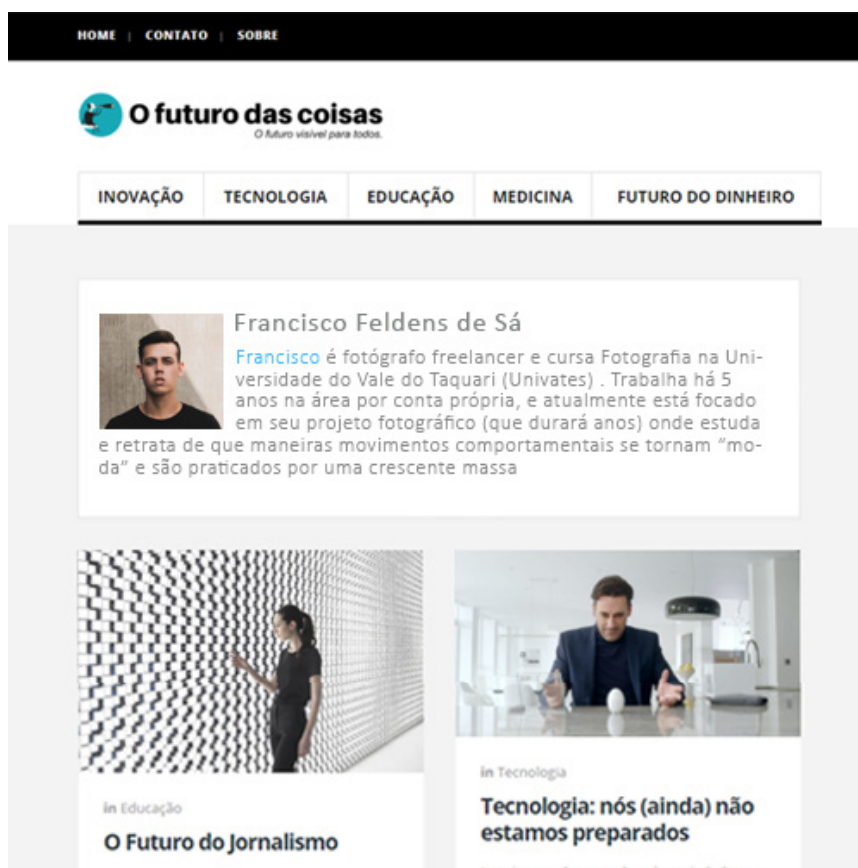 HOME | CONTATO | SOBRE
O futuro das coisas
O futuro visível para todos.
INOVAÇÃO TECNOLOGIA EDUCAÇÃO MEDICINA FUTURO DO DINHEIRO
Francisco Feldens de Sá
Francisco é fotógrafo freelancer e cursa Fotografia na Uni-
versidade do Vale do Taquari (Univates) . Trabalha há 5
anos na área por conta própria, e atualmente está focado
em seu projeto fotográfico (que durará anos) onde estuda
e retrata de que maneiras movimentos comportamentais se tornam “mo-
da” e são praticados por uma crescente massa
in Educação
O Futuro do Jornalismo
in Tecnologia
Tecnologia: nós (ainda) não
estamos preparados